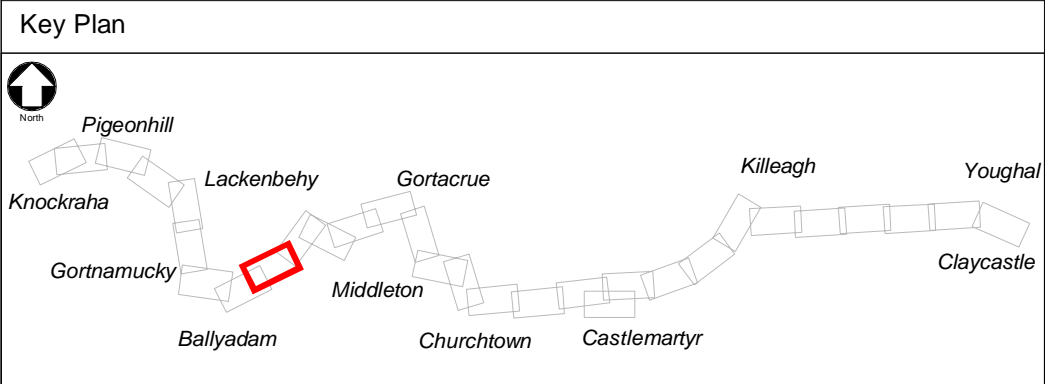 Key Plan
North
Pigeonhill
Knockraha
Lackenbehy
Gortacrue
Killeagh
Youghal
Gortnamucky
Middleton
Claycastle
Ballyadam
Churchtown
Castlemartyr